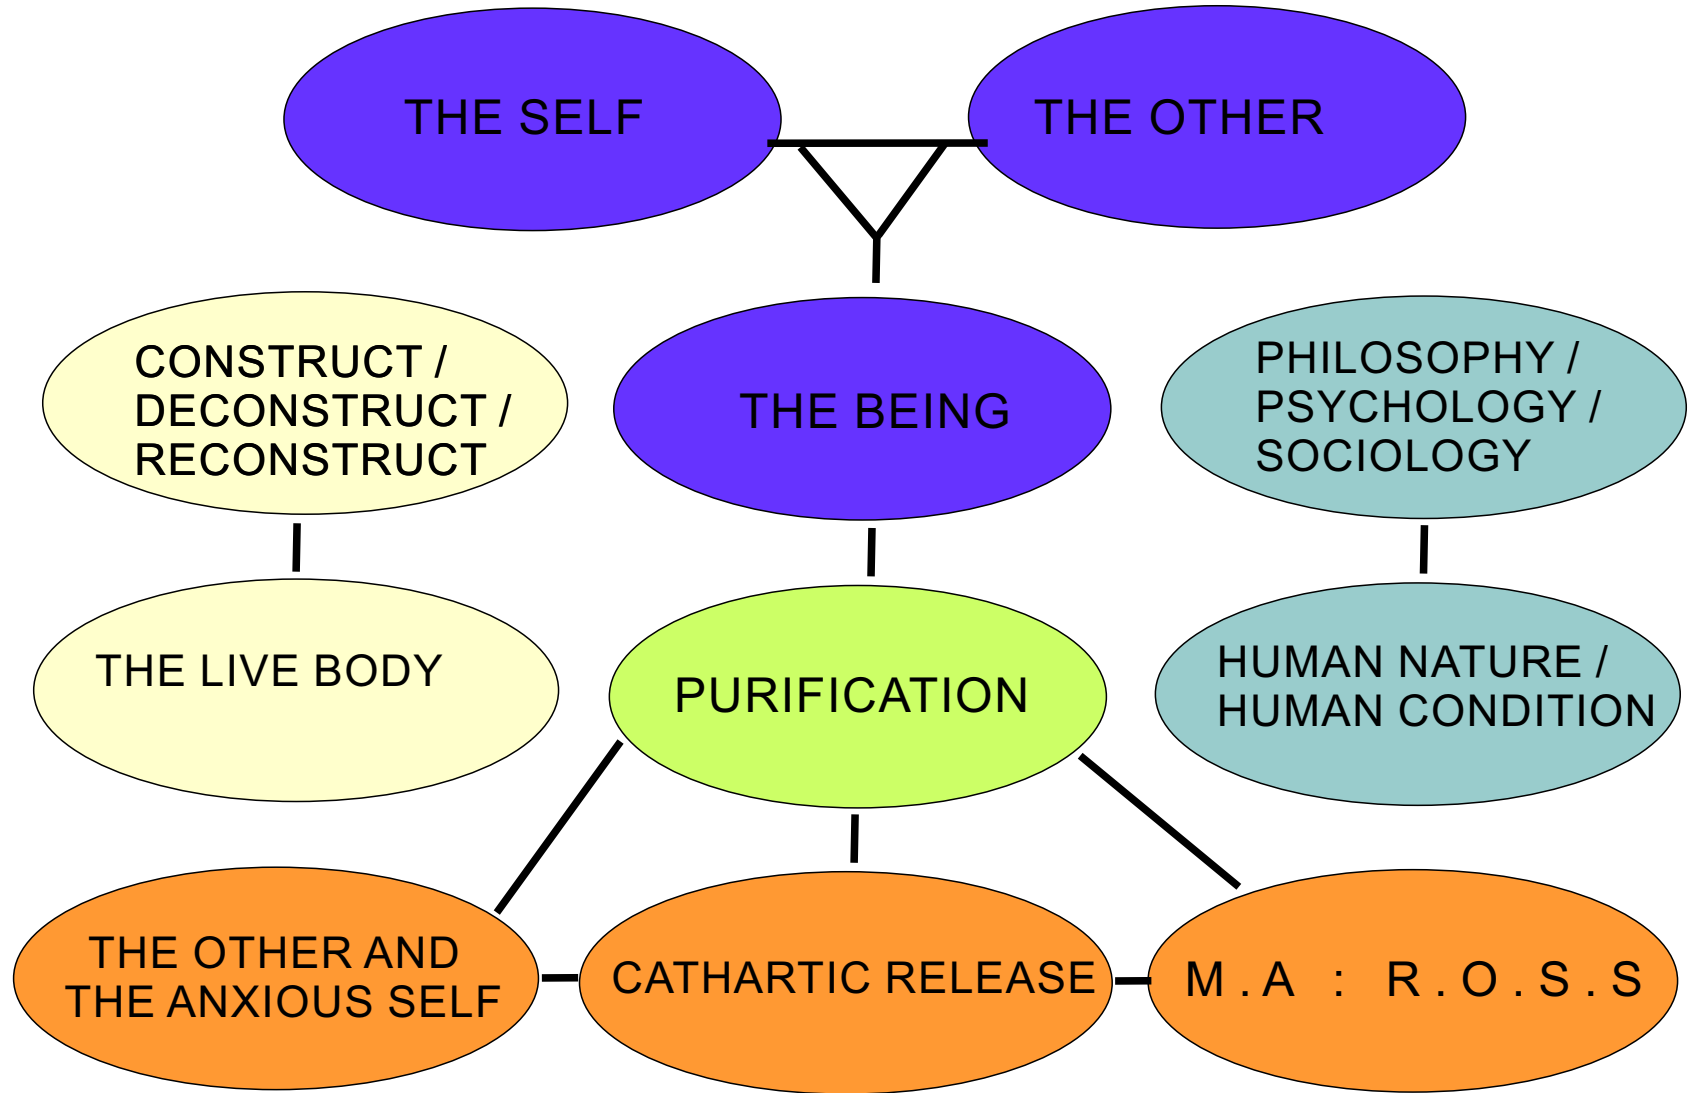 THE SELF
THE OTHER
CONSTRUCT /
DECONSTRUCT /
RECONSTRUCT
THE BEING
PHILOSOPHY /
PSYCHOLOGY /
SOCIOLOGY
THE LIVE BODY
PURIFICATION
HUMAN NATURE /
HUMAN CONDITION
THE OTHER AND
THE ANXIOUS SELF
CATHARTIC RELEASE
M . A : R . O . S . S